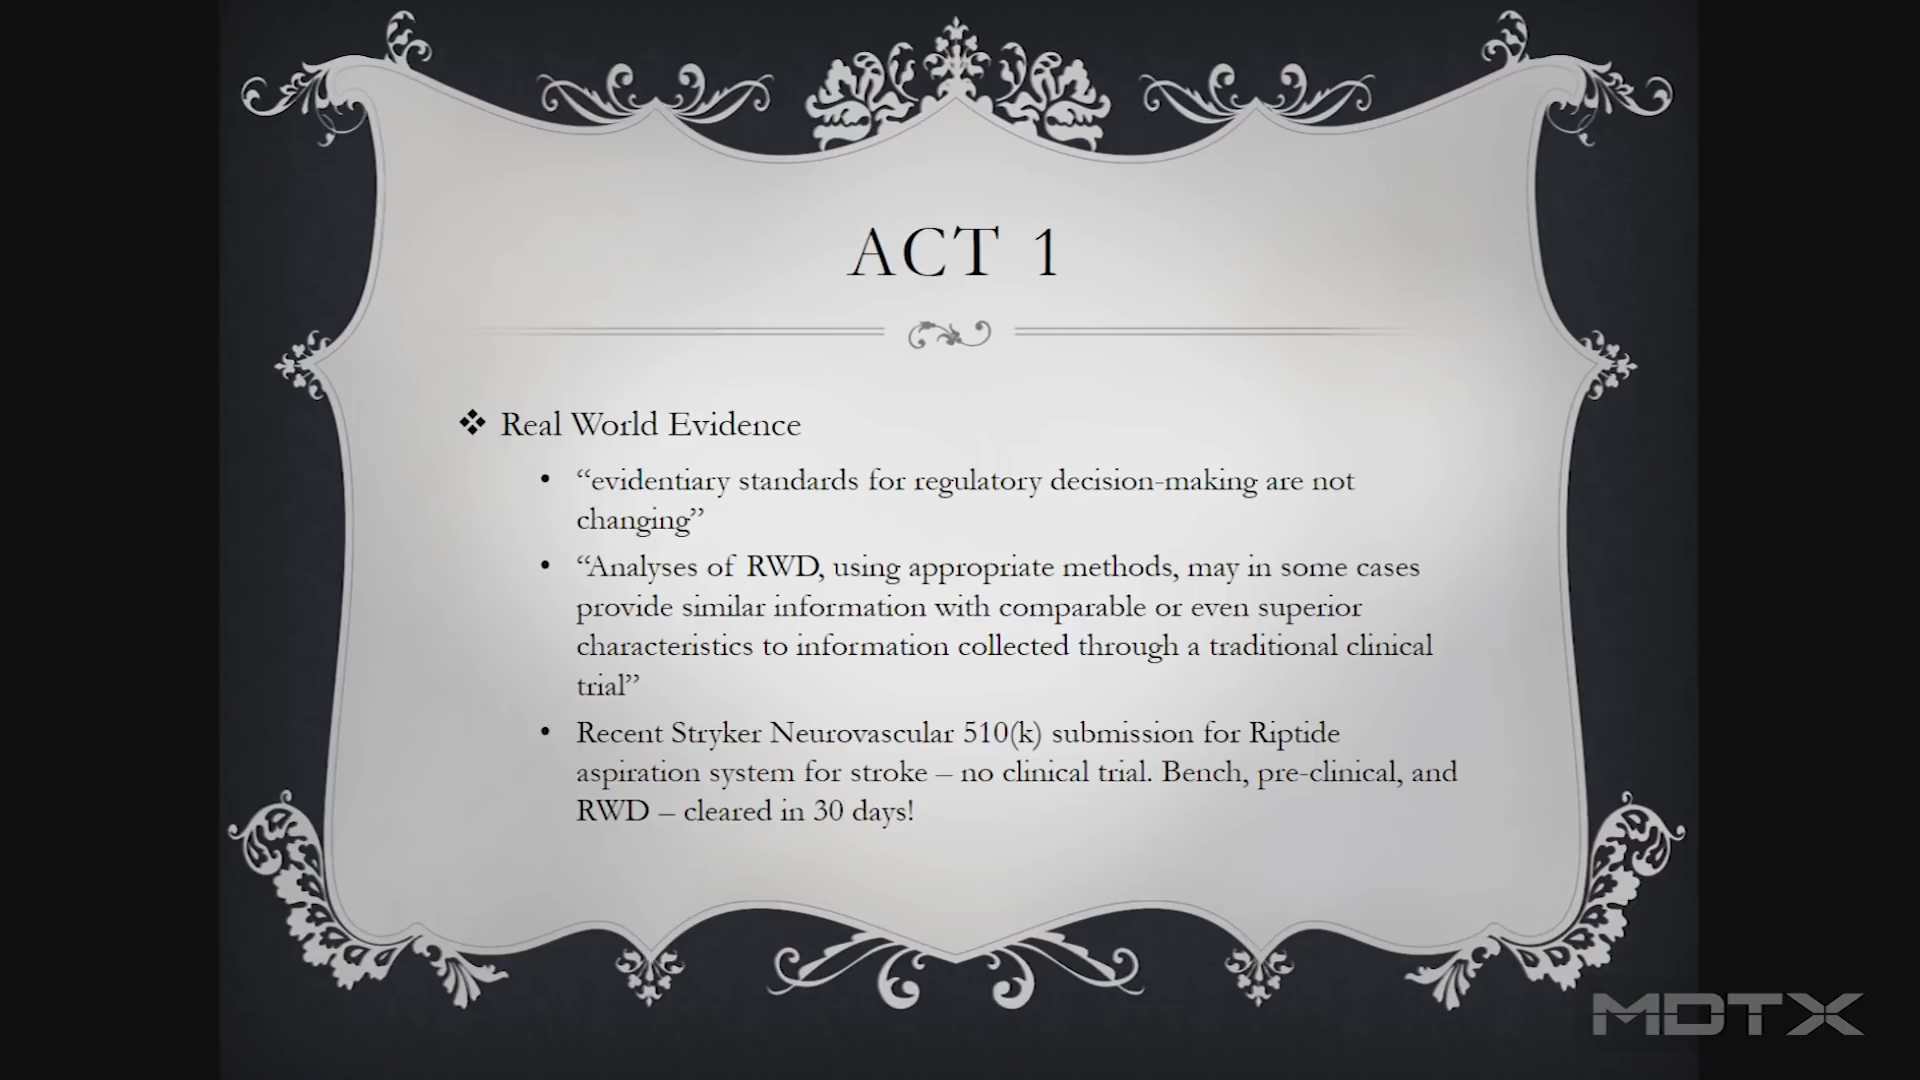 ACT 1
Real World Evidence
“evidentiary standards for regulatory decision-making are not
changing”
“Analyses of RWD, using appropriate methods, may in some cases
provide similar information with comparable or even superior
characteristics to information collected through a traditional clinical
trial”
Recent Stryker Neurovascular 510(k) submission for Riptide
aspiration system for stroke – no clinical trial. Bench, pre-clinical, and
RWD – cleared in 30 days!
MDTX